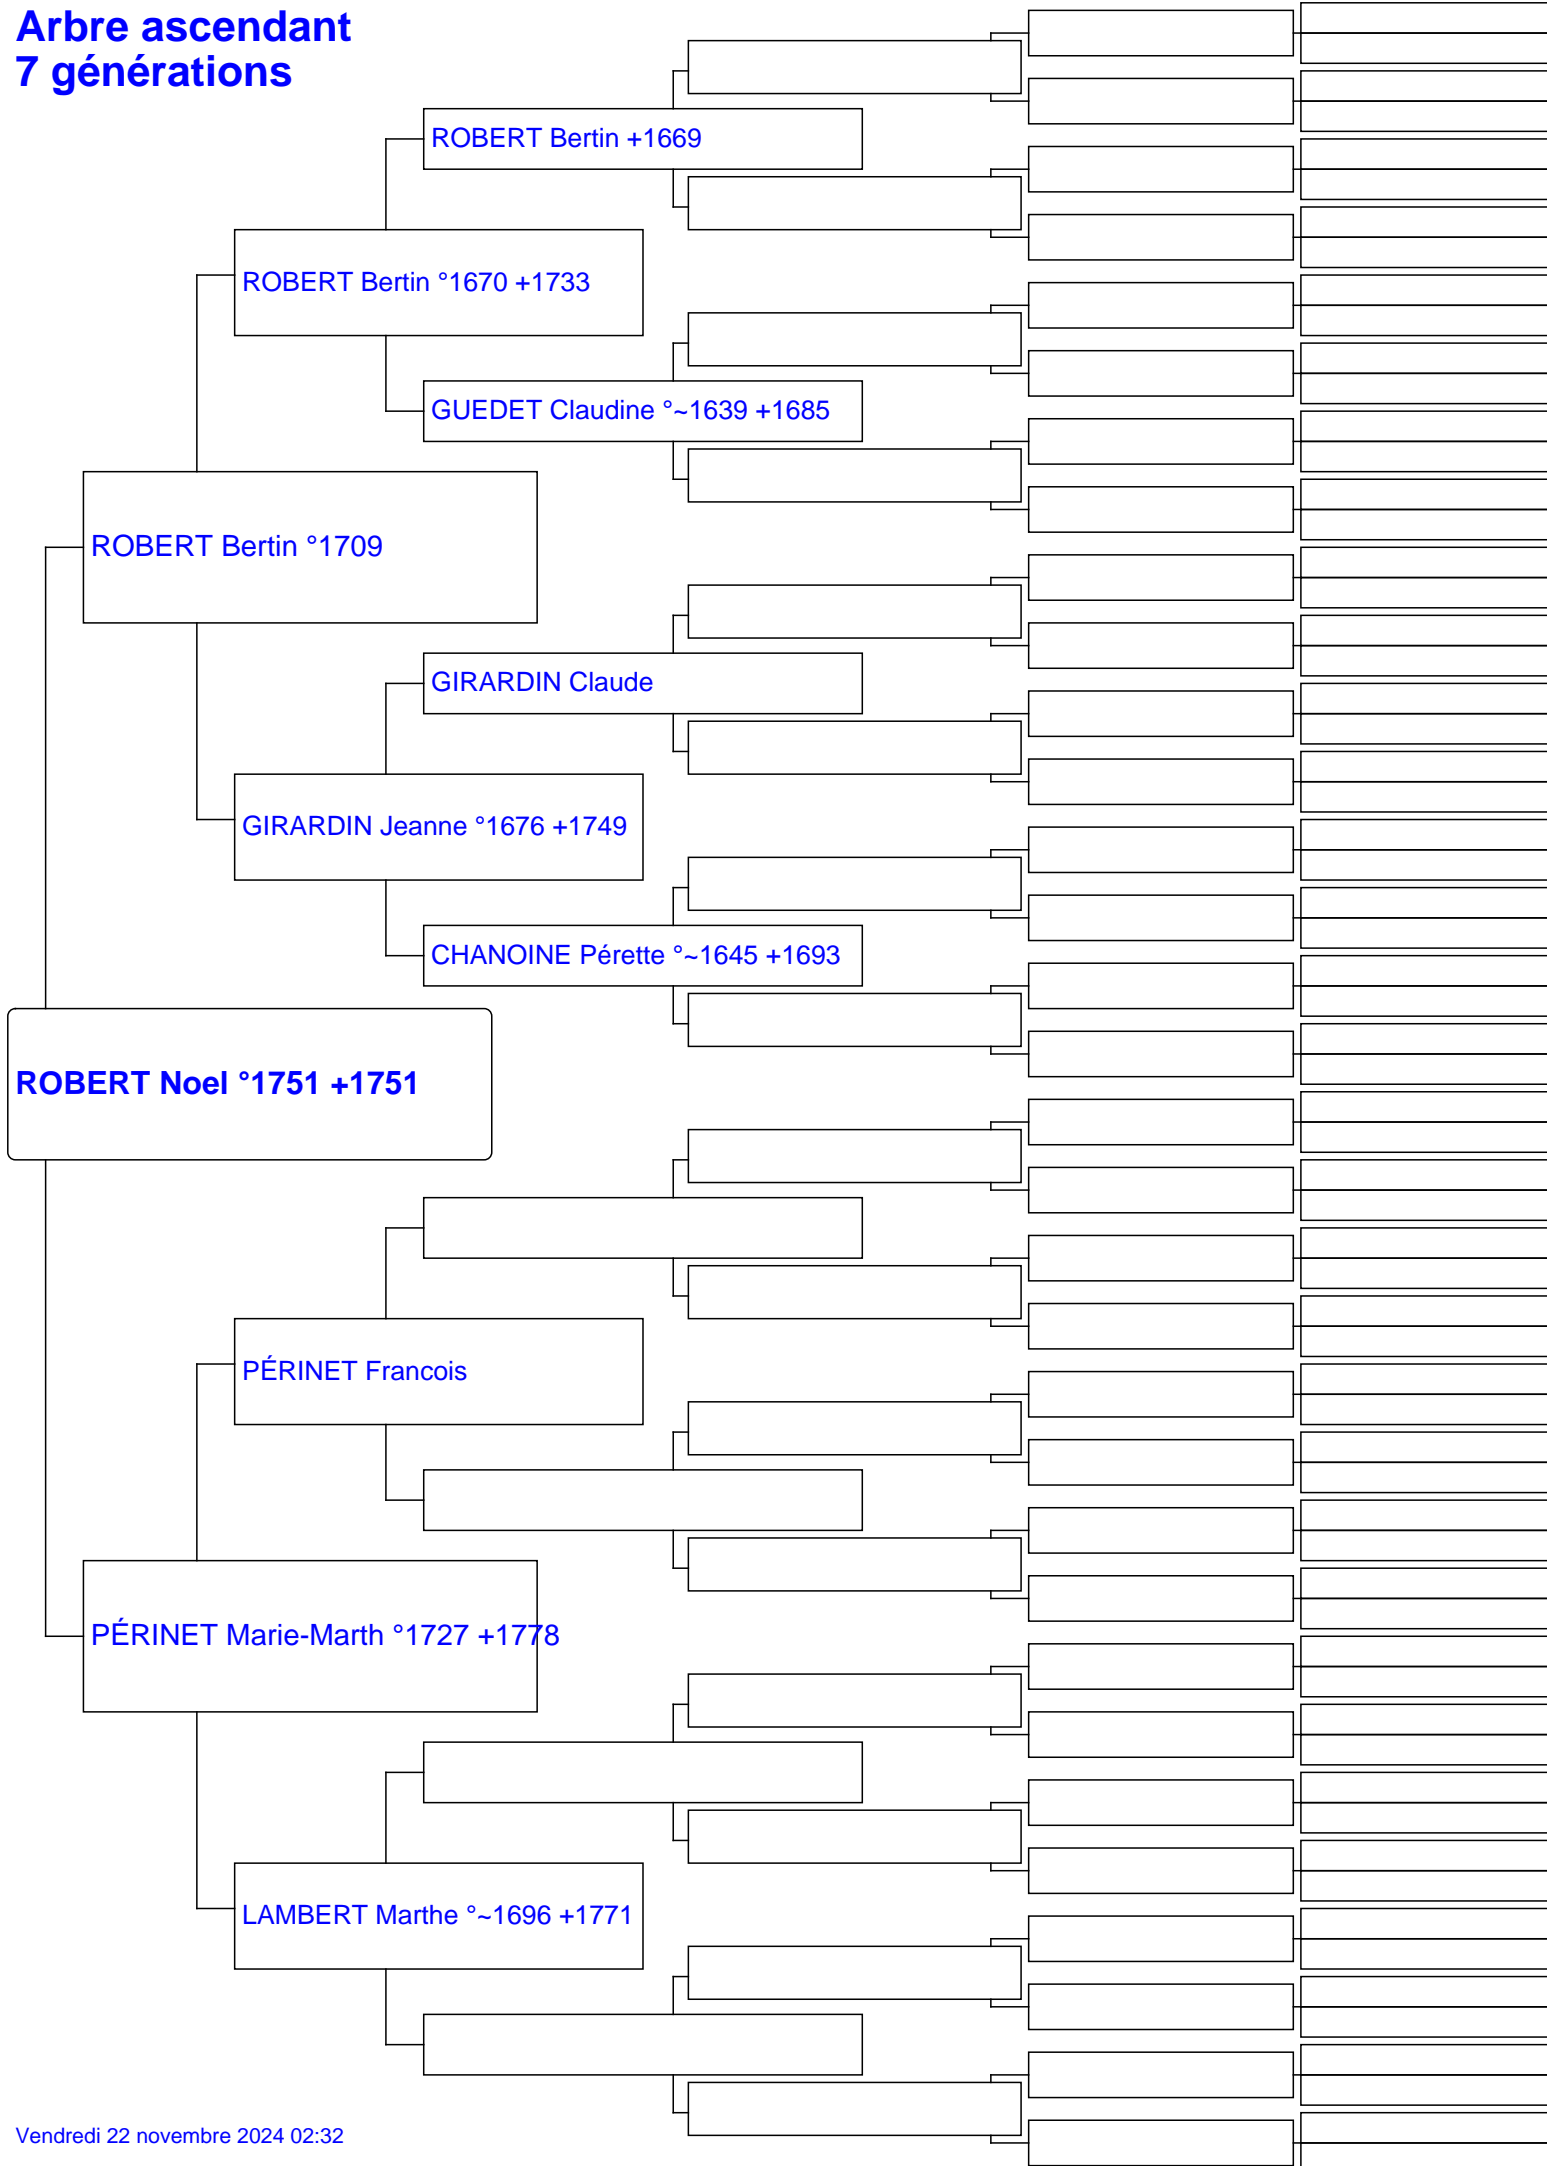 Arbre ascendant
7 générations
ROBERT Bertin +1669
ROBERT Bertin °1670 +1733
GUEDET Claudine °~1639 +1685
ROBERT Bertin °1709
GIRARDIN Claude
GIRARDIN Jeanne °1676 +1749
CHANOINE Pérette °~1645 +1693
ROBERT Noel °1751 +1751
PÉRINET Francois
PÉRINET Marie-Marth °1727 +1778
LAMBERT Marthe °~1696 +1771
Vendredi 22 novembre 2024 02:32